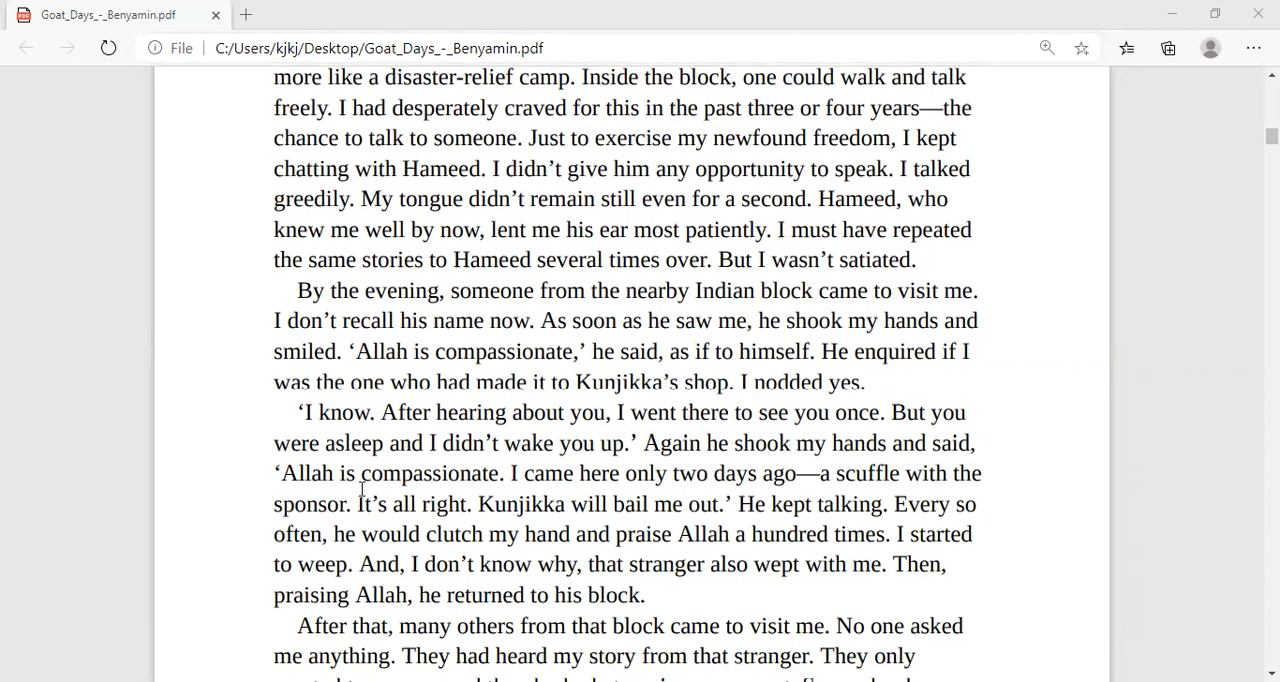 Goat_Days_-_Benyamin.pdf
File
C:/Users/kjkj/Desktop/Goat_Days_-_Benyamin.pdf
more like a disaster-relief camp. Inside the block, one could walk and talk
freely. I had desperately craved for this in the past three or four years—the
chance to talk to someone. Just to exercise my newfound freedom, I kept
chatting with Hameed. I didn’t give him any opportunity to speak. I talked
greedily. My tongue didn’t remain still even for a second. Hameed, who
knew me well by now, lent me his ear most patiently. I must have repeated
the same stories to Hameed several times over. But I wasn’t satiated.
By the evening, someone from the nearby Indian block came to visit me.
I don’t recall his name now. As soon as he saw me, he shook my hands and
smiled. ‘Allah is compassionate,’ he said, as if to himself. He enquired if I
was the one who had made it to Kunjikka’s shop. I nodded yes.
‘I know. After hearing about you, I went there to see you once. But you
were asleep and I didn’t wake you up.’ Again he shook my hands and said,
‘Allah is compassionate. I came here only two days ago—a scuffle with the
sponsor. It’s all right. Kunjikka will bail me out.’ He kept talking. Every so
often, he would clutch my hand and praise Allah a hundred times. I started
to weep. And, I don’t know why, that stranger also wept with me. Then,
praising Allah, he returned to his block.
After that, many others from that block came to visit me. No one asked
me anything. They had heard my story from that stranger. They only